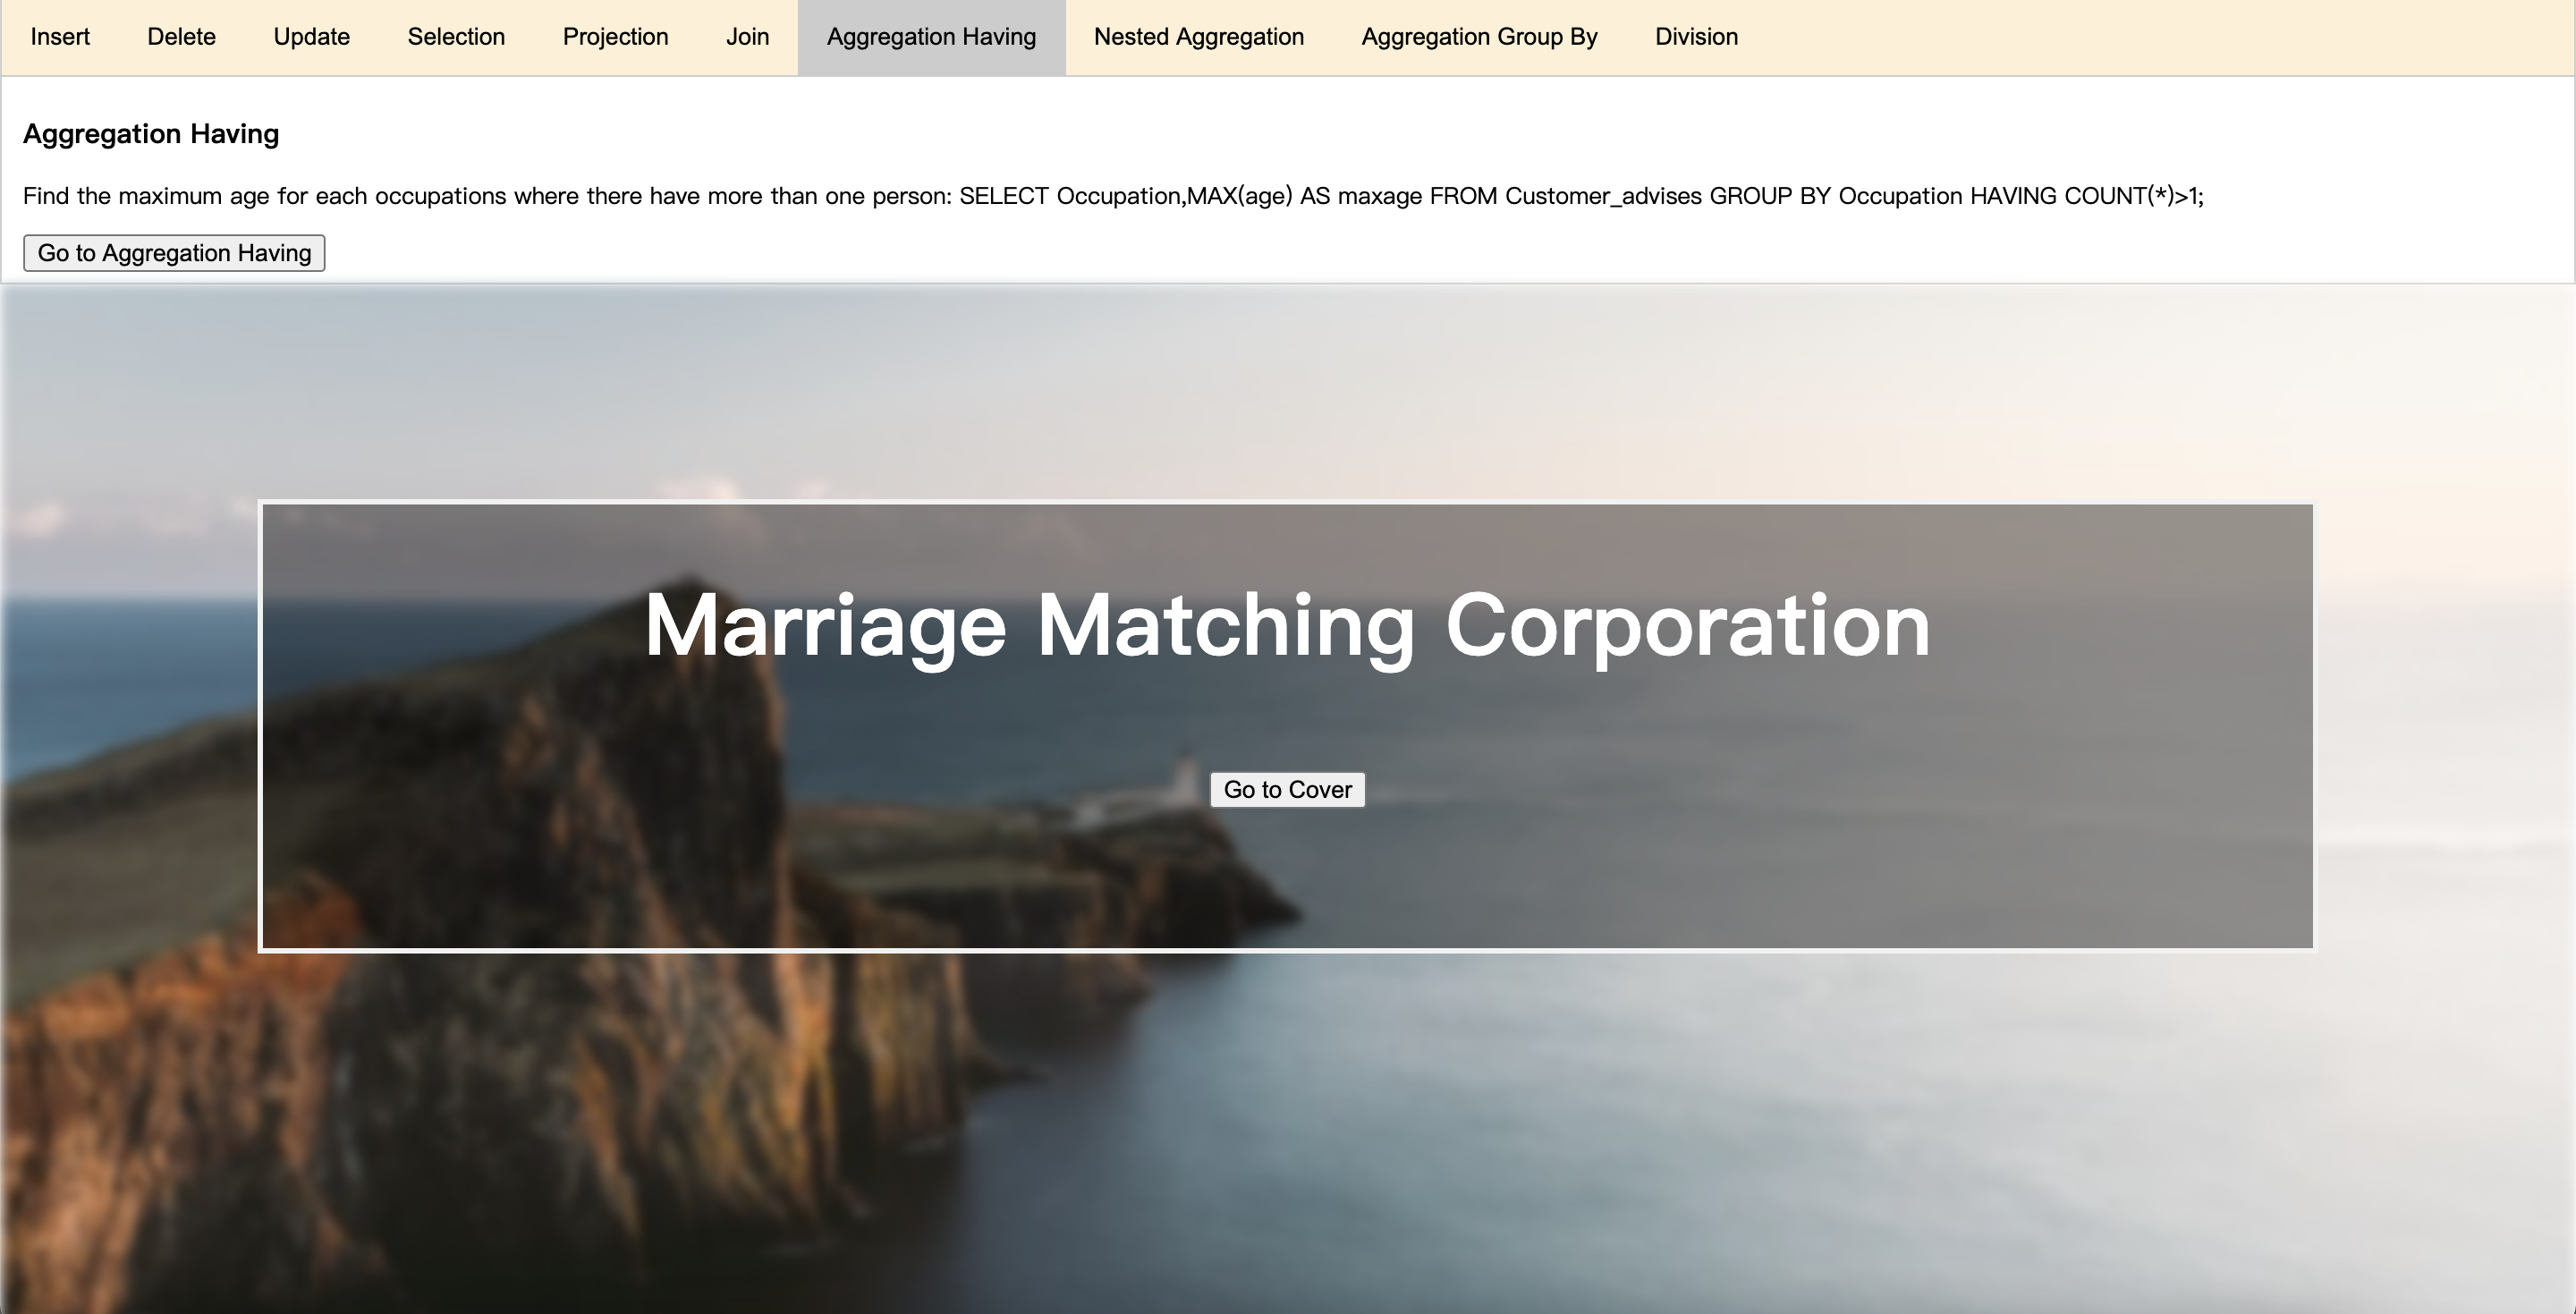 Insert Delete Update Selection Projection Join Aggregation Having Nested Aggregation Aggregation Group By Division
Aggregation Having
Find the maximum age for each occupations where there have more than one person: SELECT Occupation,MAX(age) AS maxage FROM Customer_advises GROUP BY Occupation HAVING COUNT(*)>1;
Go to Aggregation Having
Marriage Matching Corporation
Go to Cover